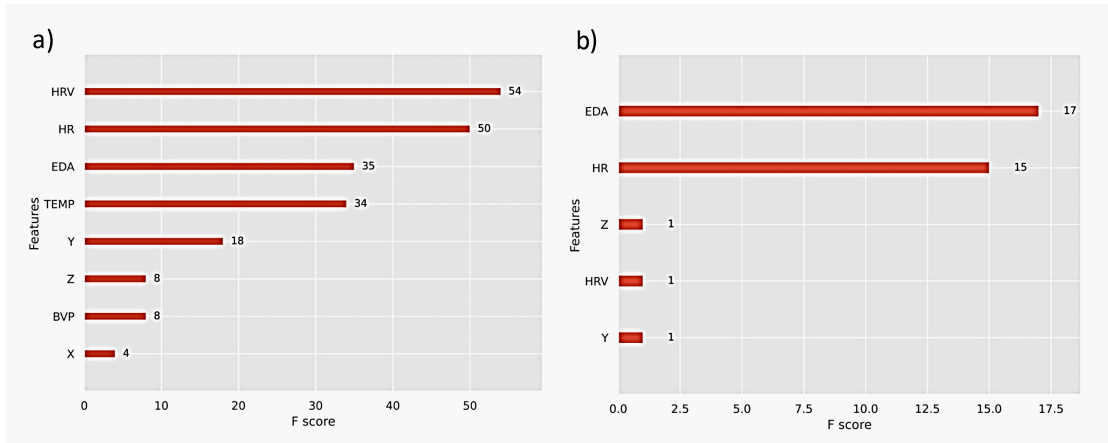 a)
Features
HRV 54
HR 50
EDA 35
TEMP 34
Y 18
Z 8
BVP 8
X 4
0 10 20 30 40 50
F score
b)
Features
EDA 17
HR 15
Z 1
HRV 1
Y 1
0.0 2.5 5.0 7.5 10.0 12.5 15.0 17.5
F score